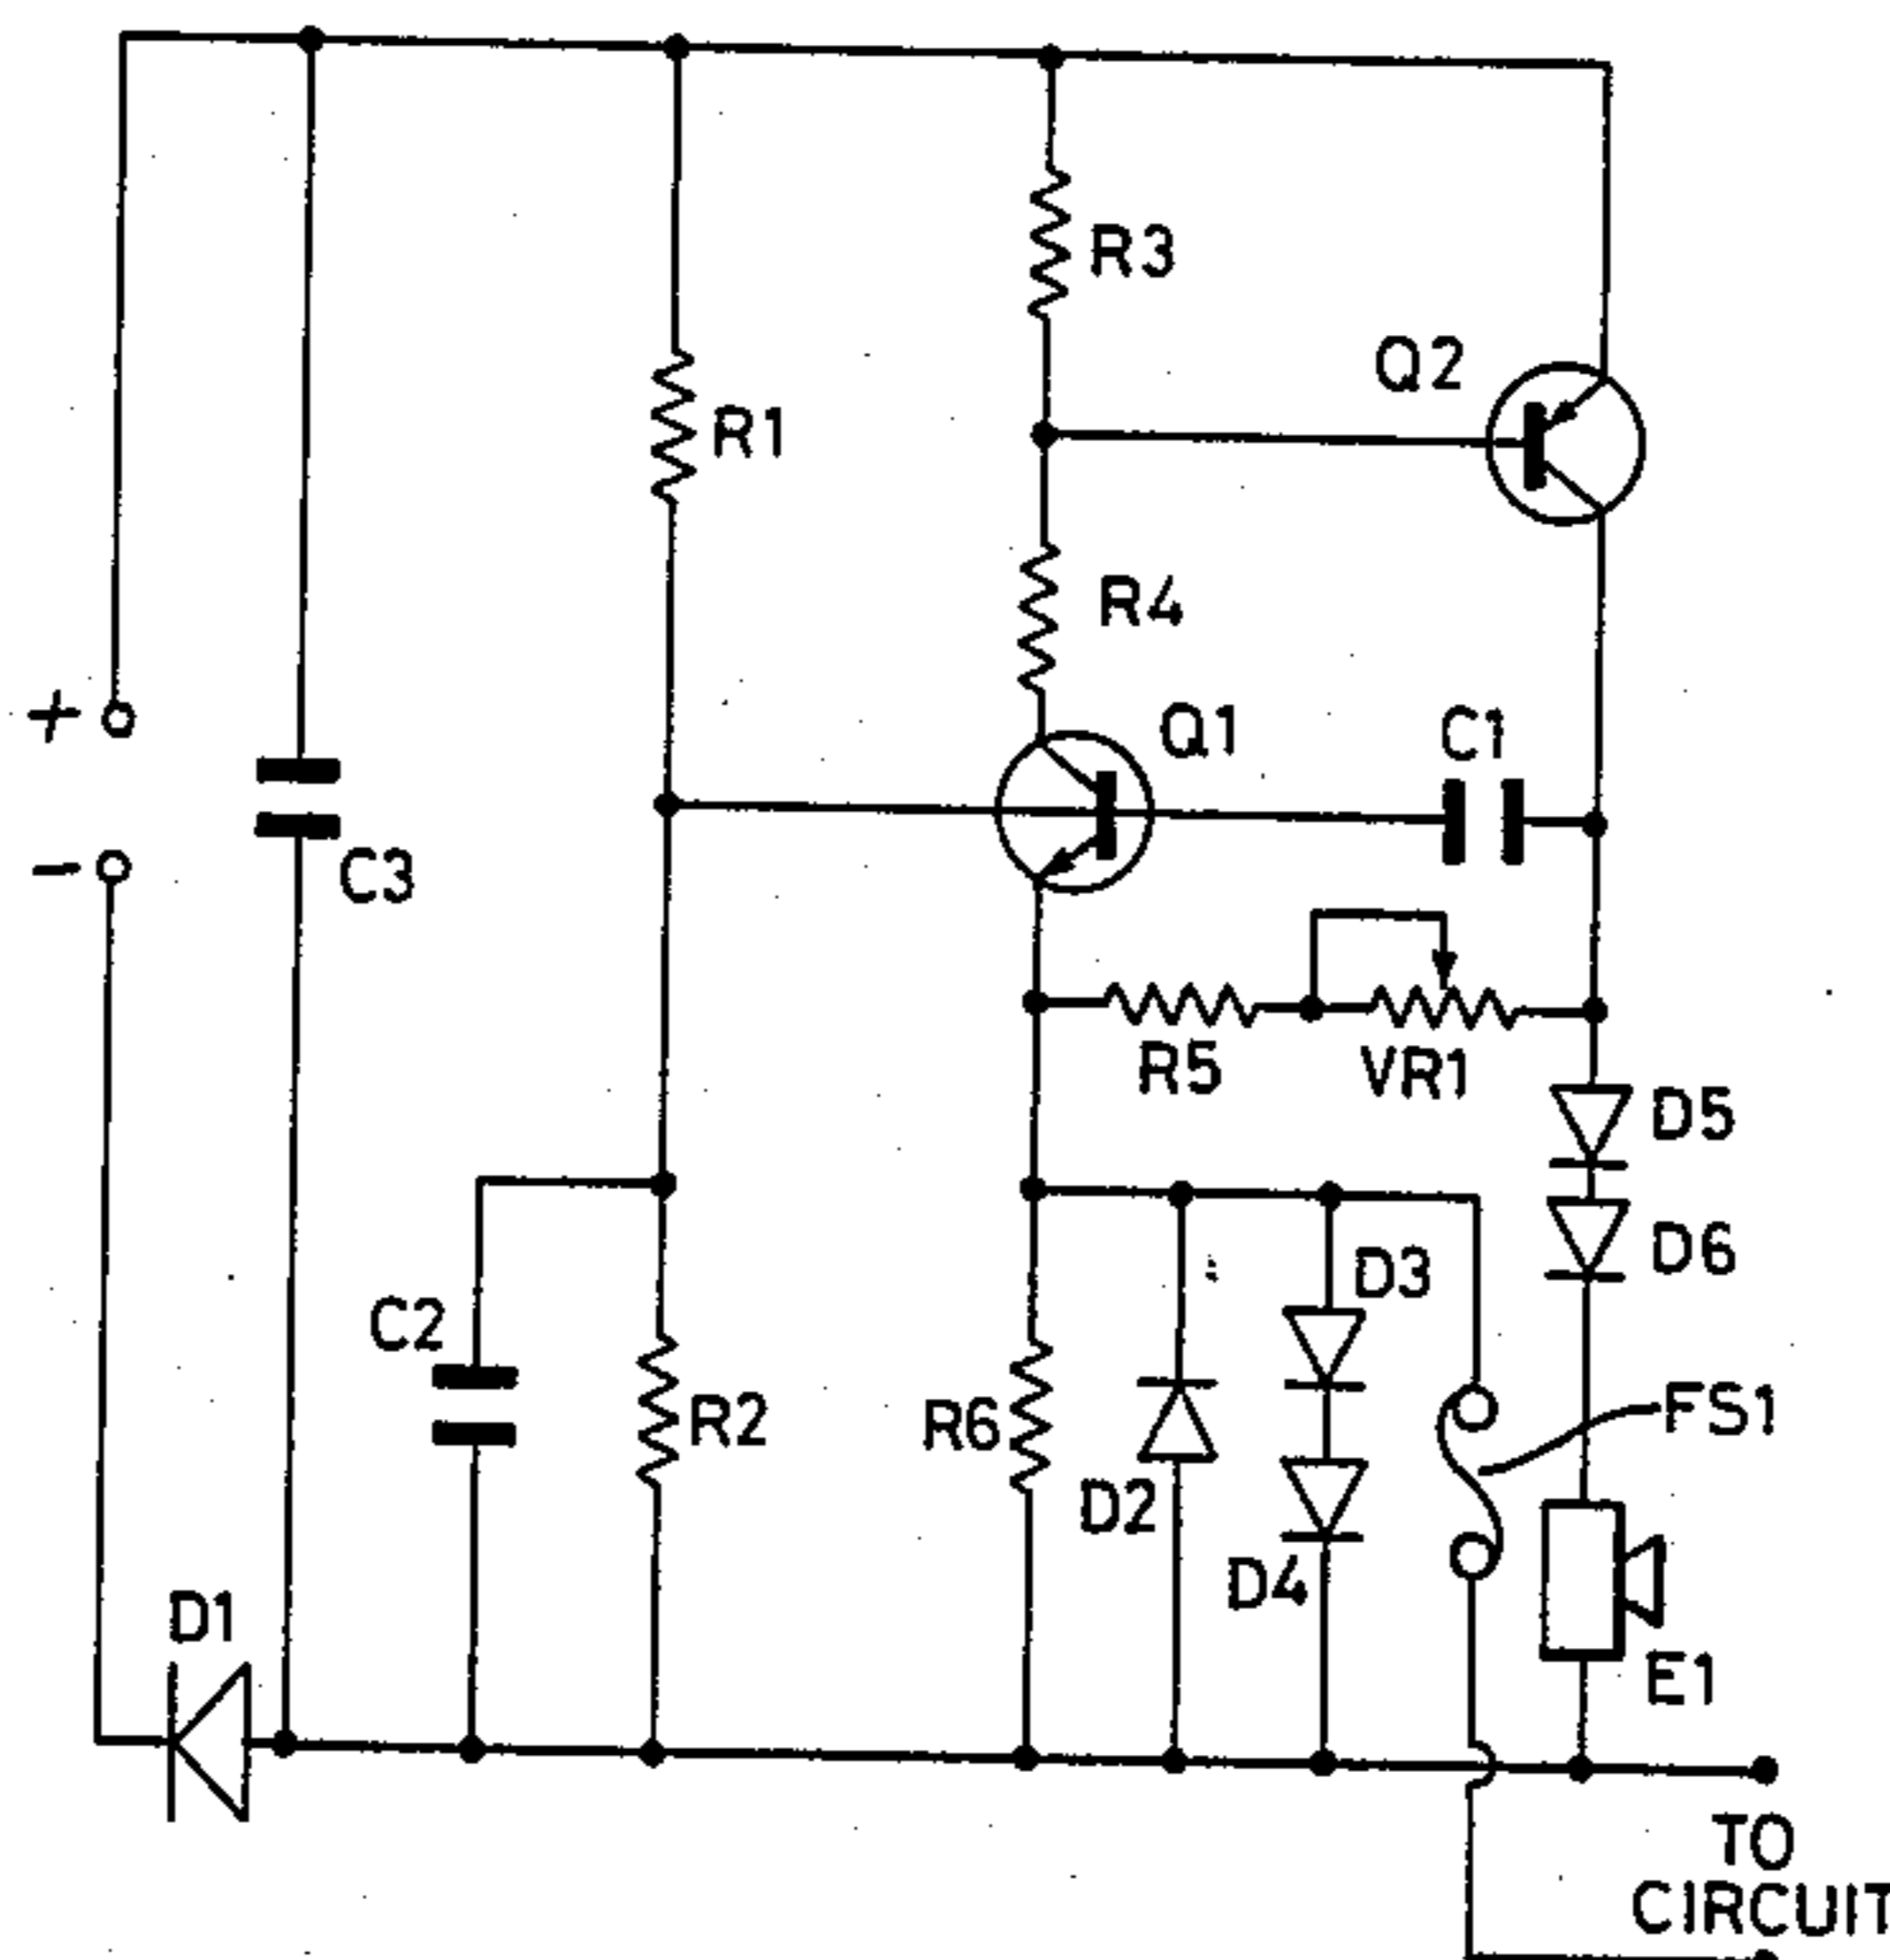 R3
Q2
R1
R4
+
Q1
C1
-
C3
R5
VR1
D5
D6
D3
C2
R2
R6
FS1
D2
D4
D1
E1
TO
CIRCUIT